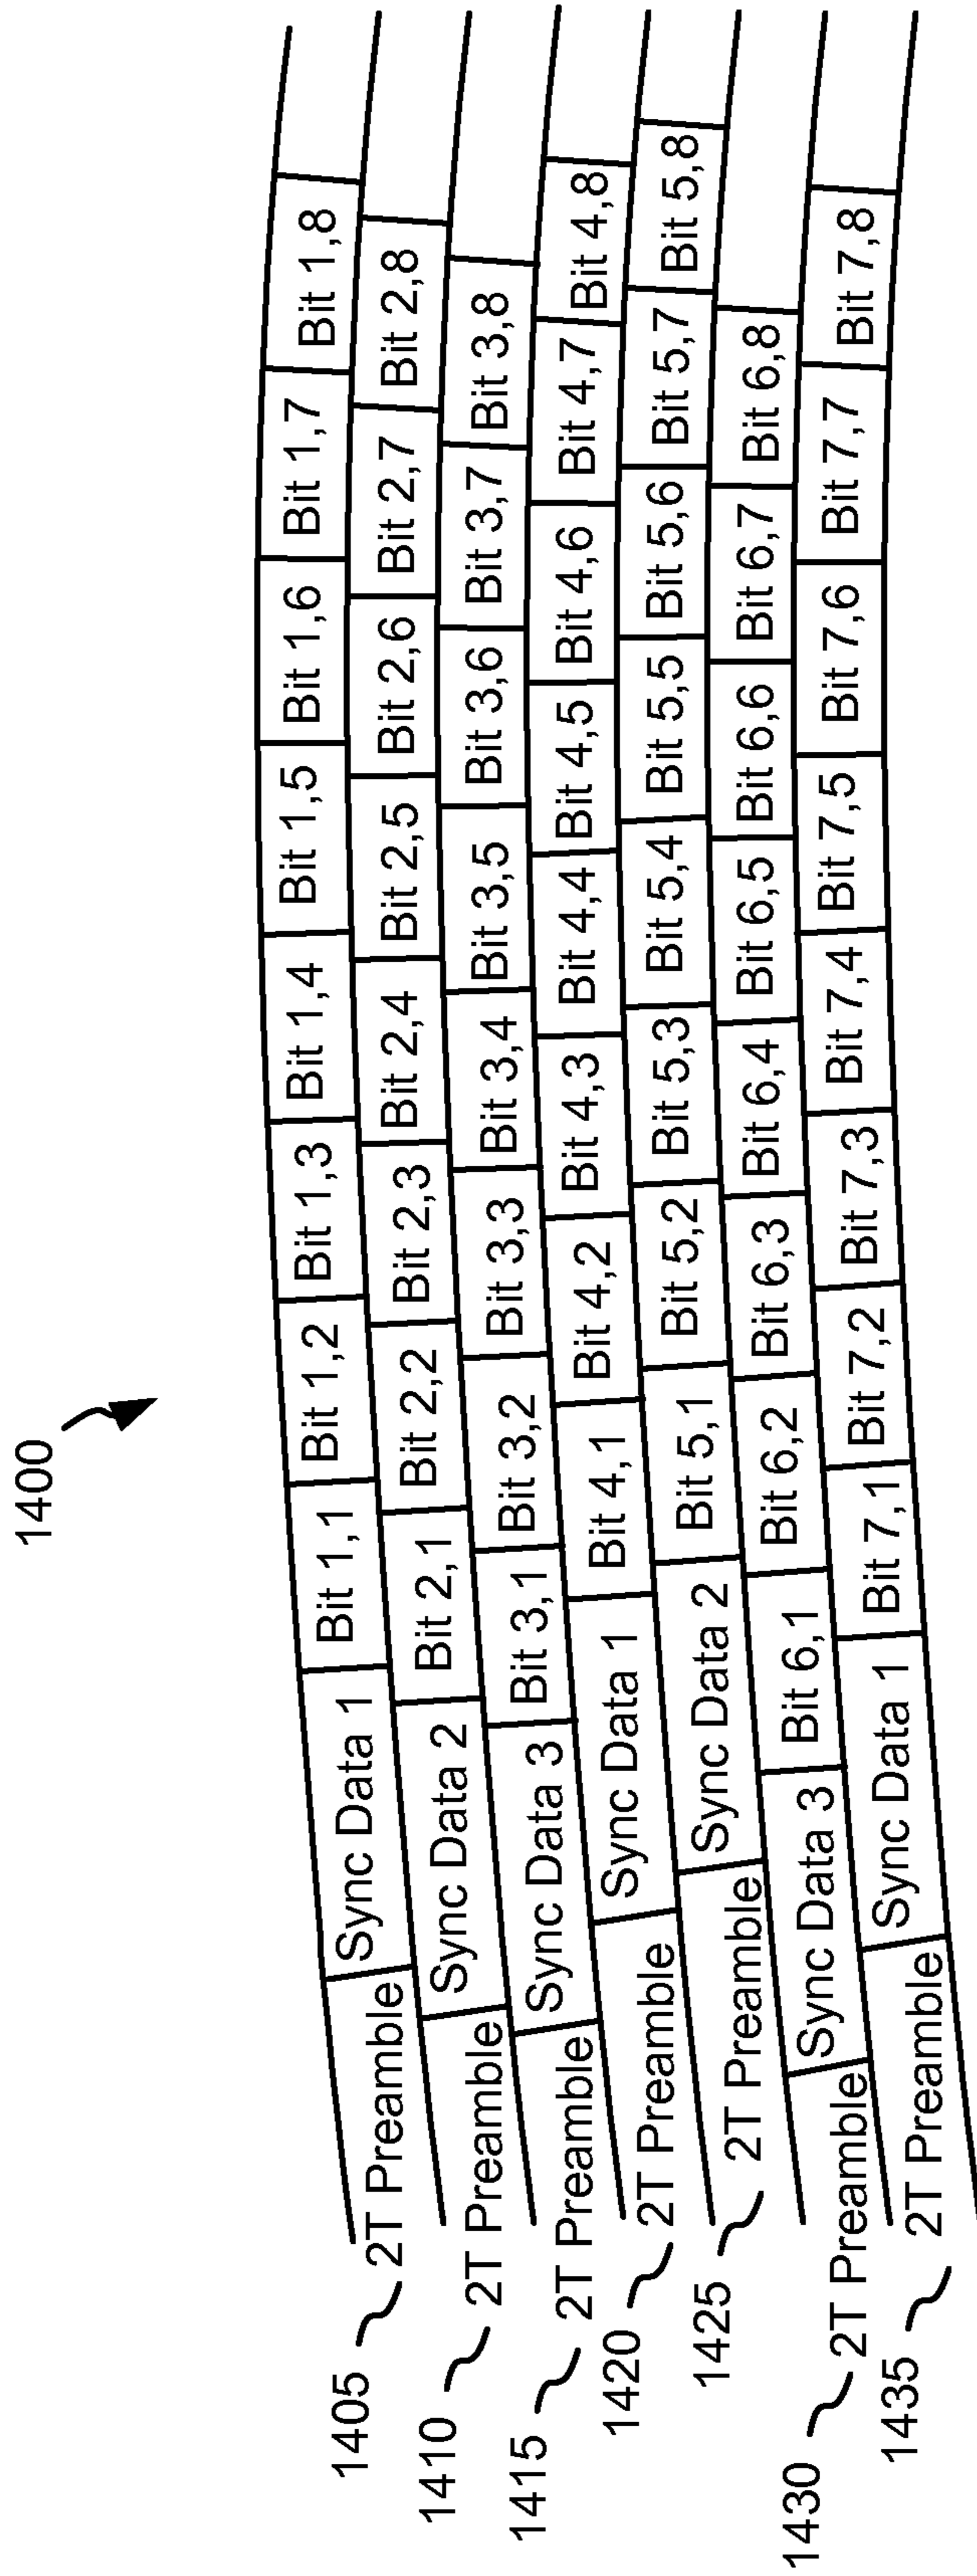 1400
1405 2T Preamble Sync Data 1 Bit 1,1 Bit 1,2 Bit 1,3 Bit 1,4 Bit 1,5 Bit 1,6 Bit 1,7 Bit 1,8
1410 2T Preamble Sync Data 2 Bit 2,1 Bit 2,2 Bit 2,3 Bit 2,4 Bit 2,5 Bit 2,6 Bit 2,7 Bit 2,8
1415 2T Preamble Sync Data 3 Bit 3,1 Bit 3,2 Bit 3,3 Bit 3,4 Bit 3,5 Bit 3,6 Bit 3,7 Bit 3,8
1420 2T Preamble Sync Data 1 Bit 4,1 Bit 4,2 Bit 4,3 Bit 4,4 Bit 4,5 Bit 4,6 Bit 4,7 Bit 4,8
1425 2T Preamble Sync Data 2 Bit 5,1 Bit 5,2 Bit 5,3 Bit 5,4 Bit 5,5 Bit 5,6 Bit 5,7 Bit 5,8
1430 2T Preamble Sync Data 3 Bit 6,1 Bit 6,2 Bit 6,3 Bit 6,4 Bit 6,5 Bit 6,6 Bit 6,7 Bit 6,8
1435 2T Preamble Sync Data 1 Bit 7,1 Bit 7,2 Bit 7,3 Bit 7,4 Bit 7,5 Bit 7,6 Bit 7,7 Bit 7,8